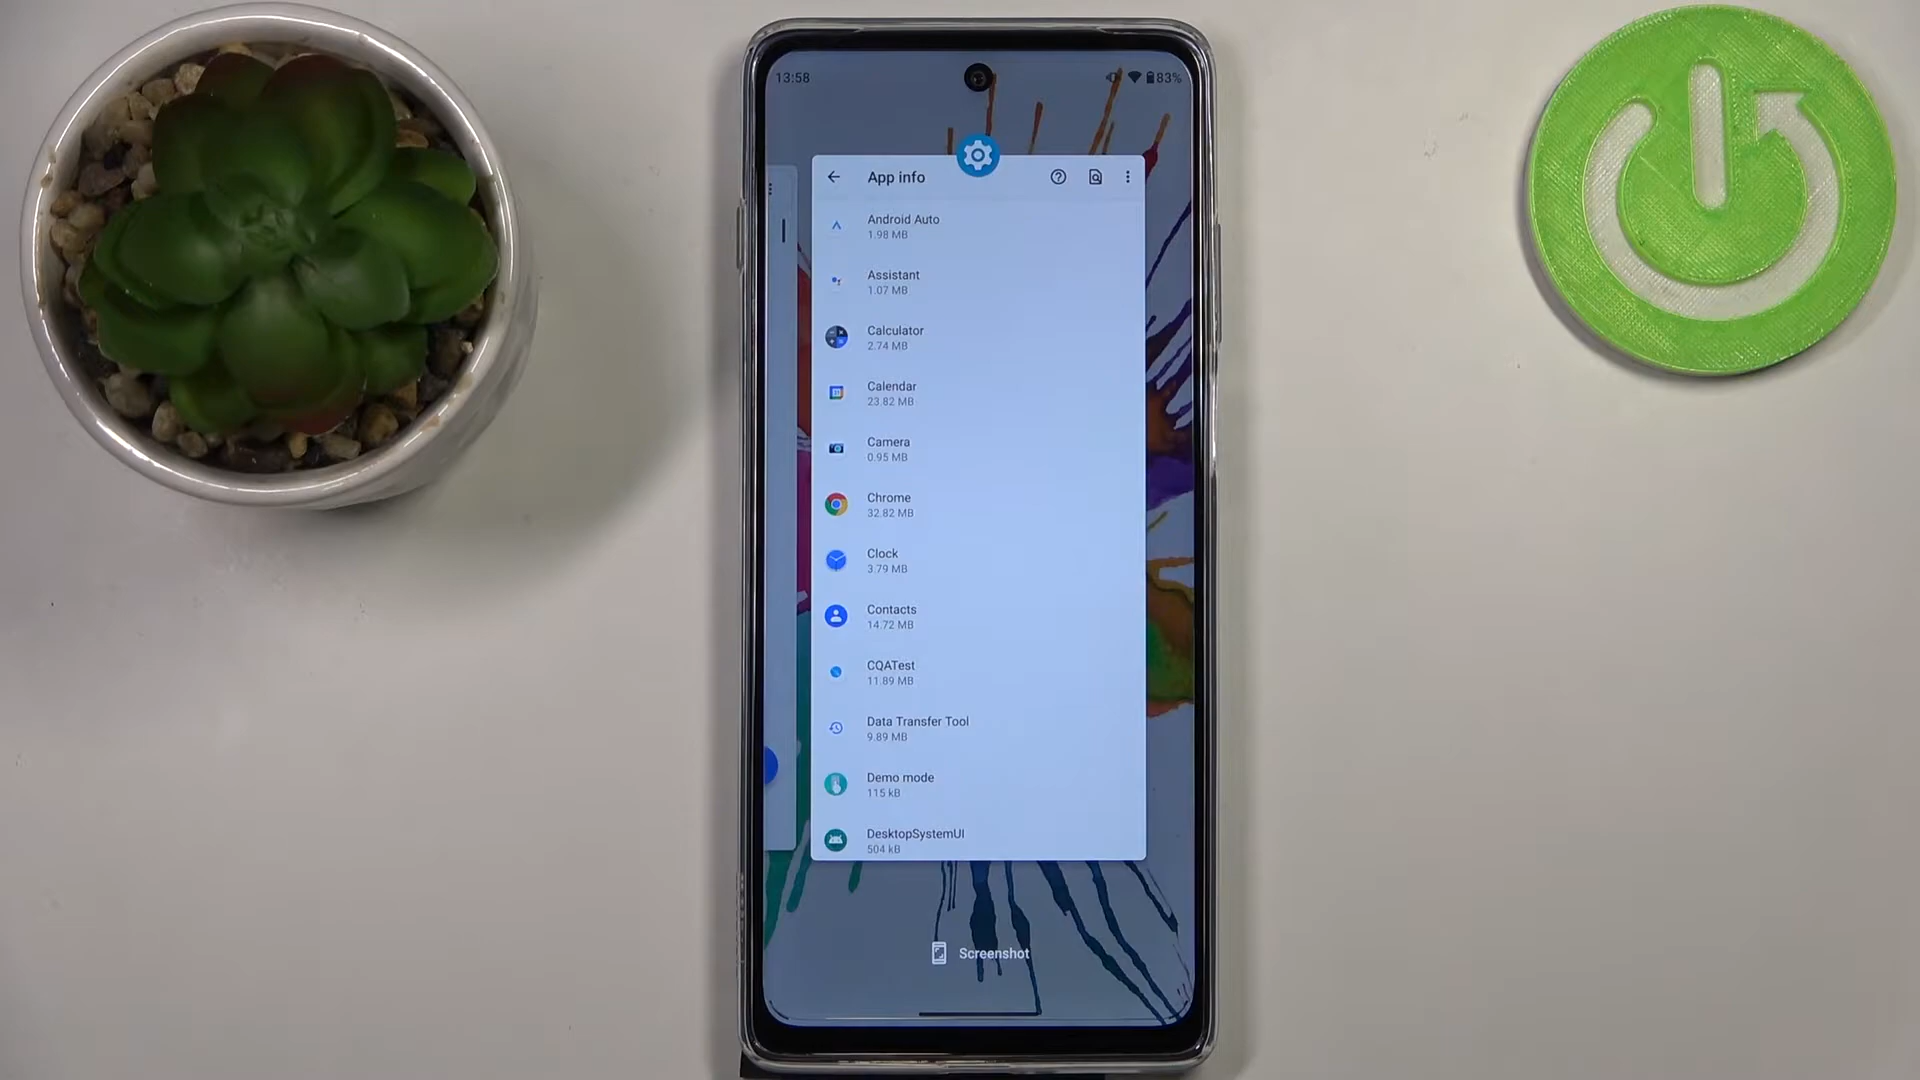 13:58
83%
App info
Android Auto
1.98 MB
Assistant
1.07 MB
Calculator
2.74 MB
Calendar
23.82 MB
Camera
0.95 MB
Chrome
32.82 MB
Clock
3.79 MB
Contacts
14.72 MB
CQATest
11.89 MB
Data Transfer Tool
9.89 MB
Demo mode
115 kB
DesktopSystemUI
504 kB
Screenshot